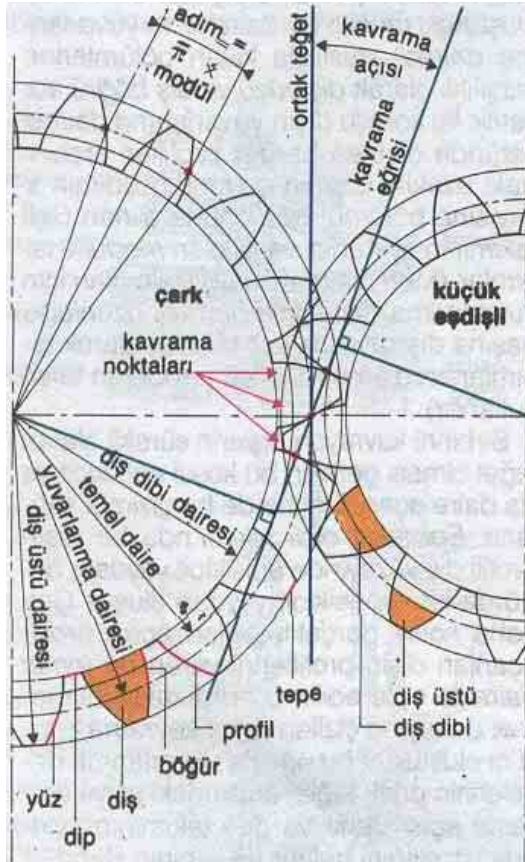 adım =
π ×
modül
ortak teğet
kavrama
açısı
kavrama
eğrisi
çark
küçük
eşdişli
kavrama
noktaları
diş dibi dairesi
temel daire
yuvarlanma dairesi
diş üstü dairesi
tepe
diş üstü
diş dibi
profil
böğür
yüz
diş
dip